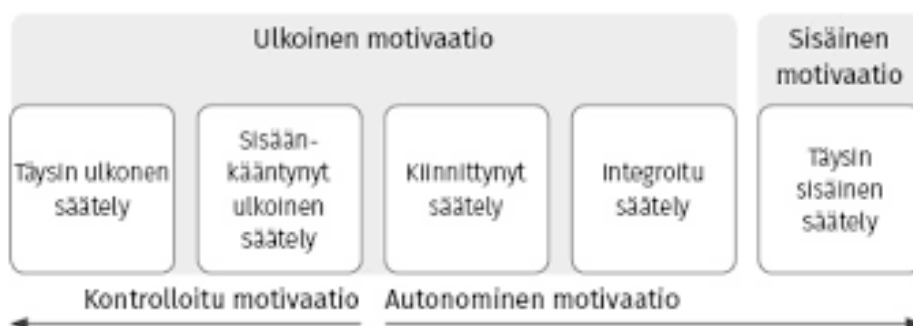 Ulkoinen motivaatio
Sisäinen
motivaatio
Täysin ulkonen
säätely
Sisään-
kääntynyt
ulkoinen
säätely
Kiinnittynyt
säätely
Integroitu
säätely
Täysin
sisäinen
säätely
Kontrolloitu motivaatio
Autonominen motivaatio